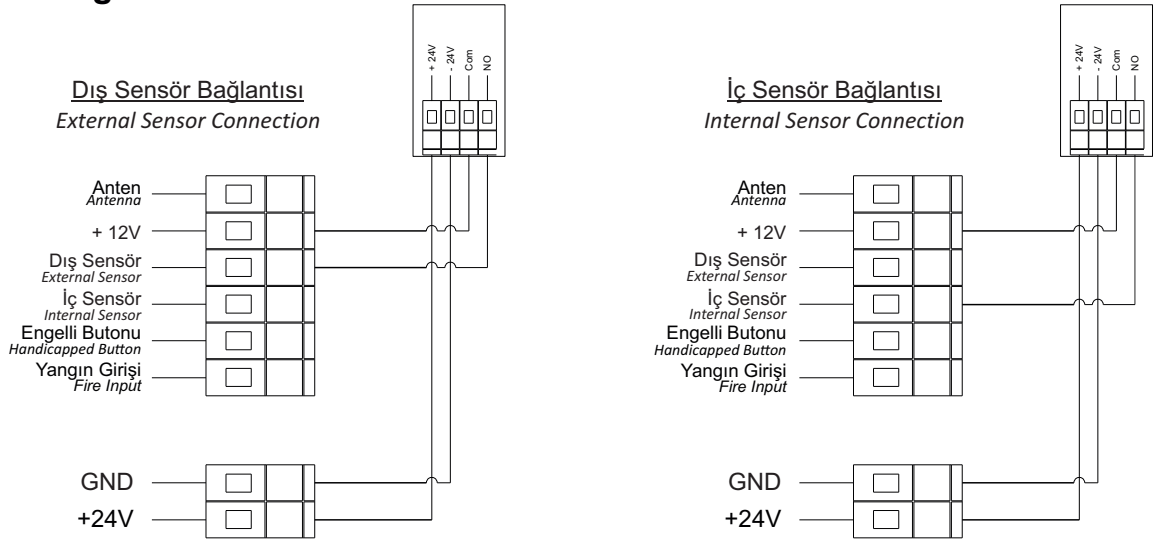 + 24V
- 24V
Com
NO
Dış Sensör Bağlantısı
External Sensor Connection
Anten
Antenna
+ 12V
Dış Sensör
External Sensor
İç Sensör
Internal Sensor
Engelli Butonu
Handicapped Button
Yangın Girişi
Fire Input
GND
+24V
+ 24V
- 24V
Com
NO
İç Sensör Bağlantısı
Internal Sensor Connection
Anten
Antenna
+ 12V
Dış Sensör
External Sensor
İç Sensör
Internal Sensor
Engelli Butonu
Handicapped Button
Yangın Girişi
Fire Input
GND
+24V